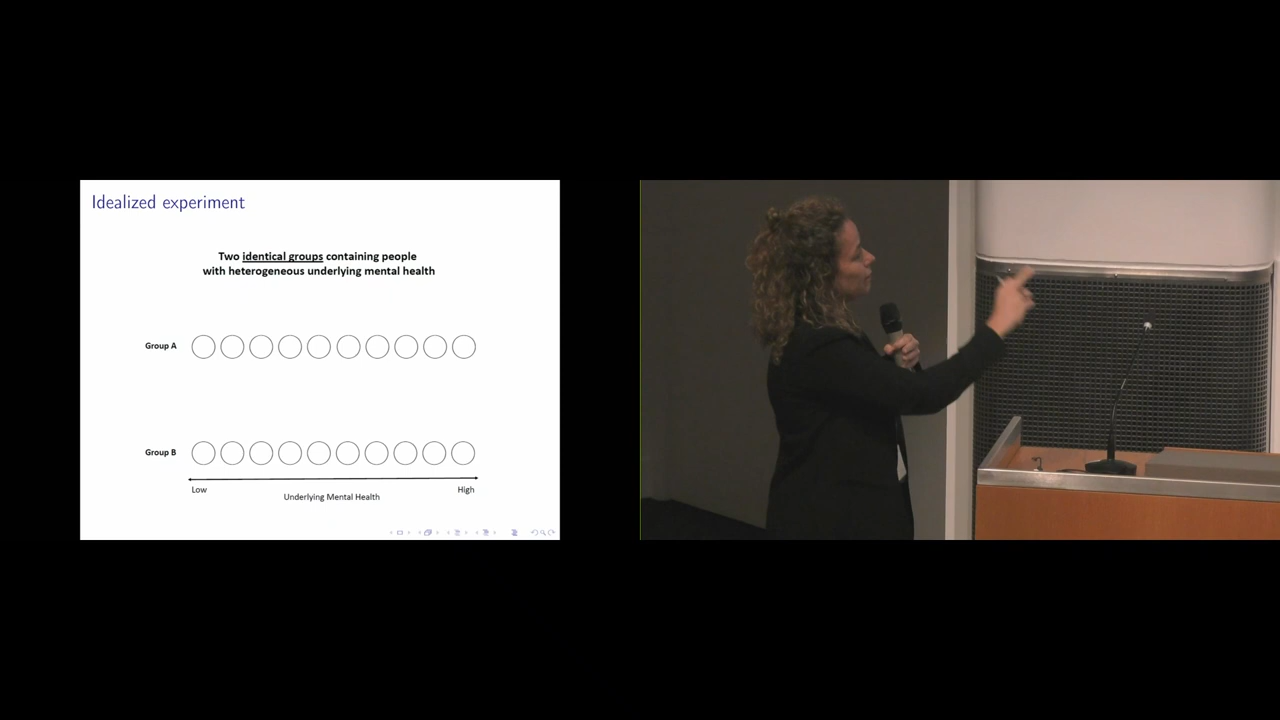 Idealized experiment
Two identical groups containing people
with heterogeneous underlying mental health
Group A
Group B
Low
High
Underlying Mental Health